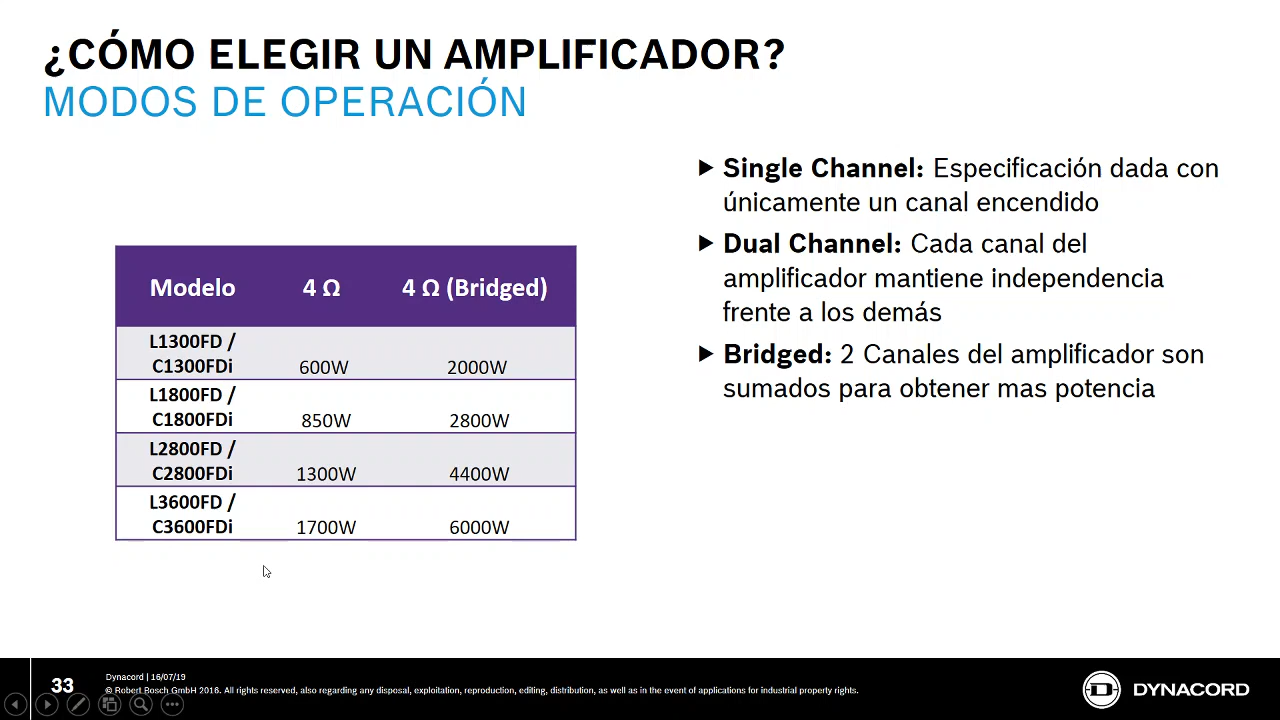 ¿CÓMO ELEGIR UN AMPLIFICADOR?
MODOS DE OPERACIÓN
Modelo 4 Ω 4 Ω (Bridged)
L1300FD /
C1300FDi 600W 2000W
L1800FD /
C1800FDi 850W 2800W
L2800FD /
C2800FDi 1300W 4400W
L3600FD /
C3600FDi 1700W 6000W
Single Channel: Especificación dada con
únicamente un canal encendido
Dual Channel: Cada canal del
amplificador mantiene independencia
frente a los demás
Bridged: 2 Canales del amplificador son
sumados para obtener mas potencia
33
Dynacord | 16/07/19
© Robert Bosch GmbH 2016. All rights reserved, also regarding any disposal, exploitation, reproduction, editing, distribution, as well as in the event of applications for industrial property rights.
DYNACORD